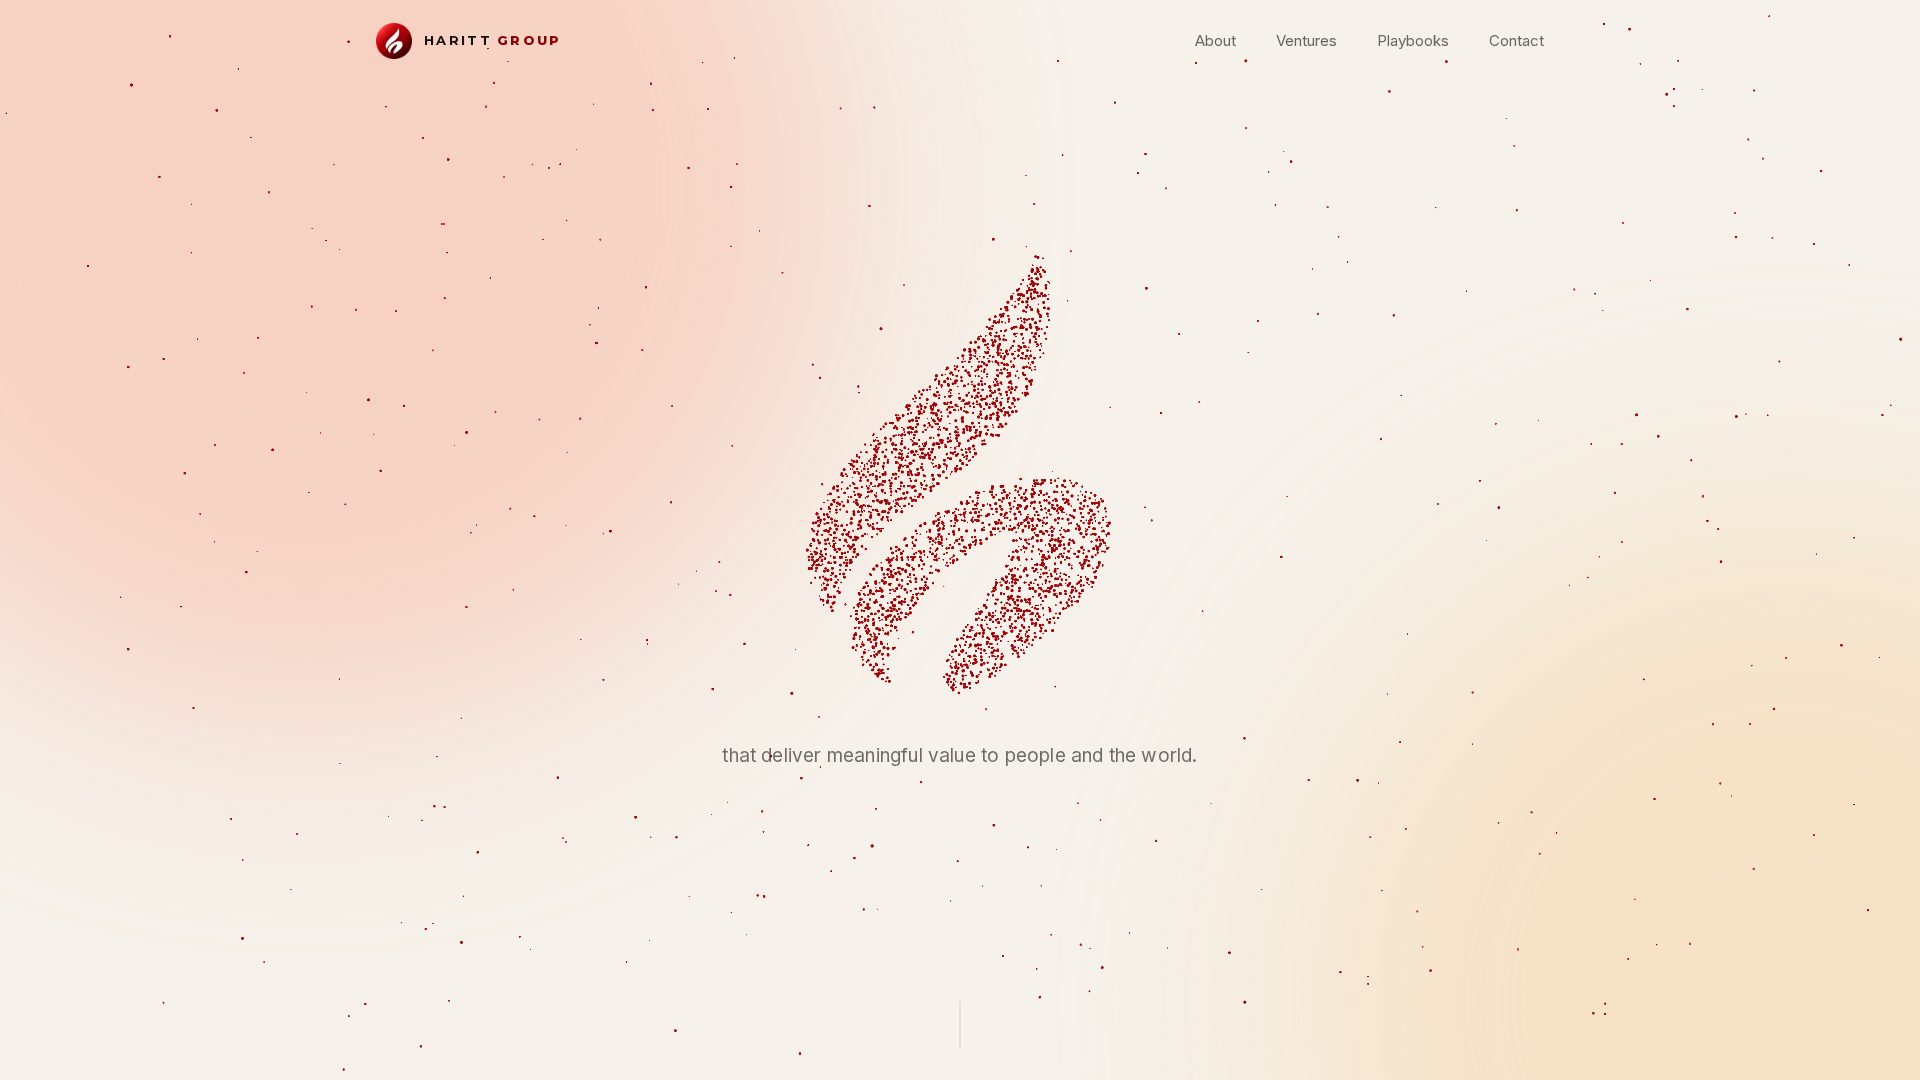 HARITT GROUP
About Ventures Playbooks Contact
that deliver meaningful value to people and the world.